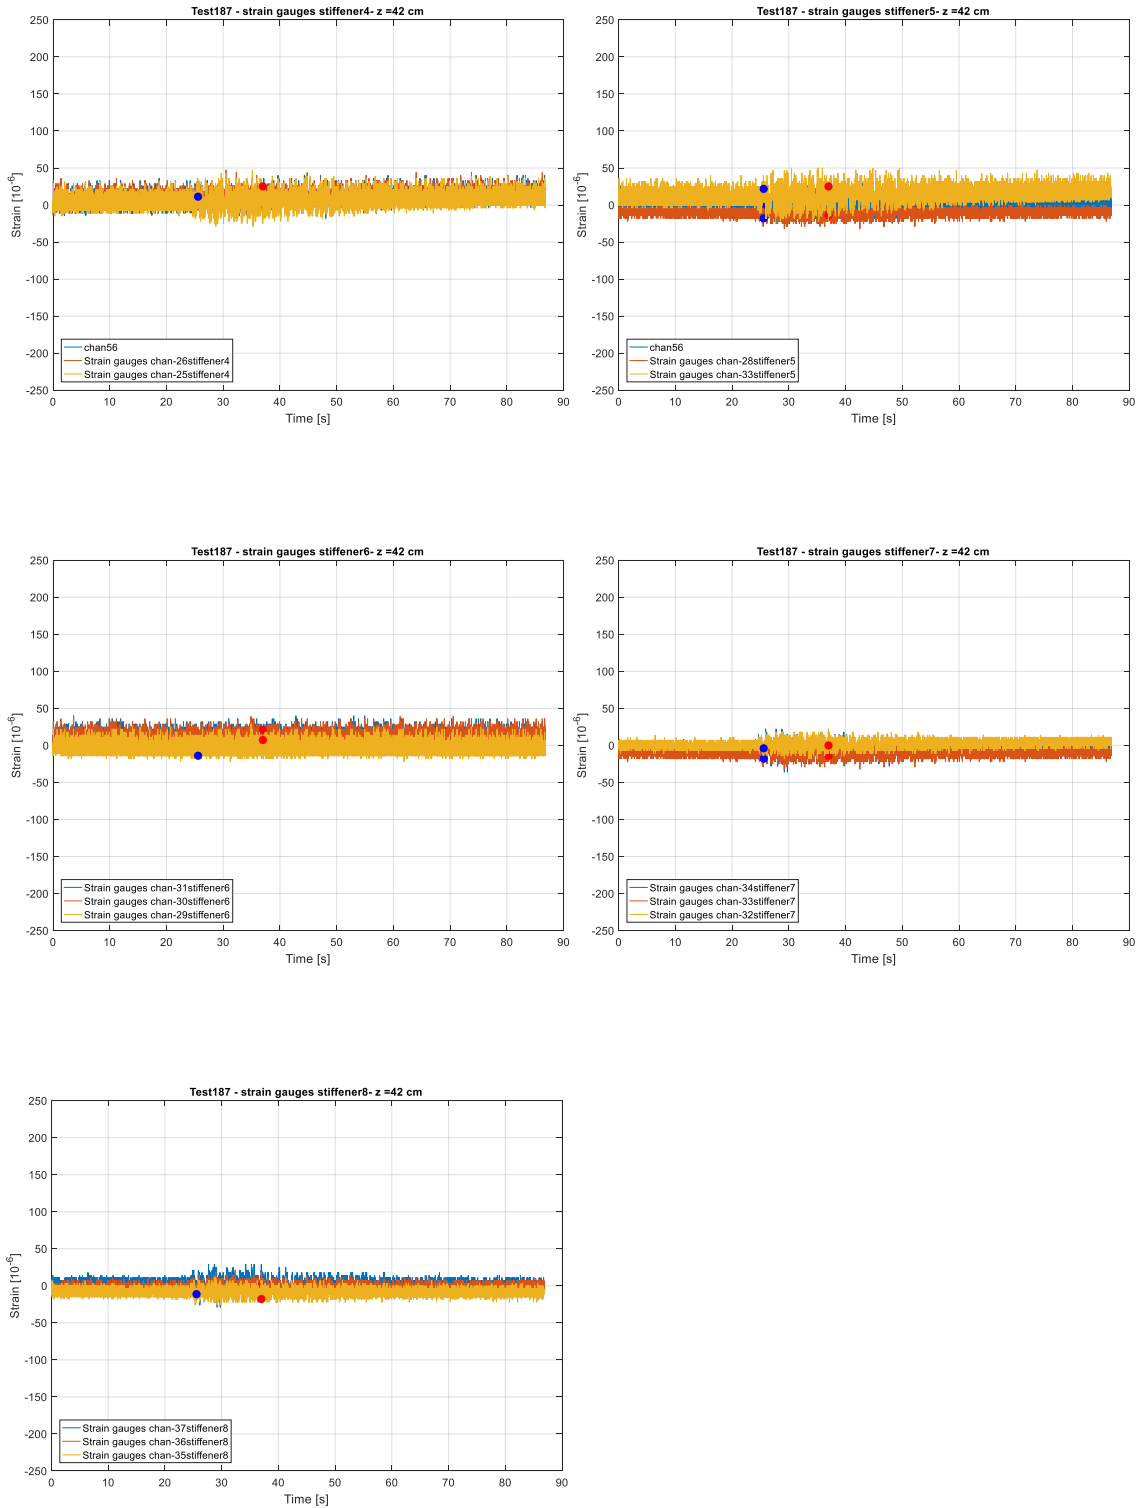 Test187 - strain gauges stiffener4- z =42 cm
250
200
150
100
50
0
-50
-100
-150
-200
-250
Strain [10-6]
chan56
Strain gauges chan-26stiffener4
Strain gauges chan-25stiffener4
0 10 20 30 40 50 60 70 80 90
Time [s]
Test187 - strain gauges stiffener5- z =42 cm
250
200
150
100
50
0
-50
-100
-150
-200
-250
Strain [10-6]
chan56
Strain gauges chan-28stiffener5
Strain gauges chan-33stiffener5
0 10 20 30 40 50 60 70 80 90
Time [s]
Test187 - strain gauges stiffener6- z =42 cm
250
200
150
100
50
0
-50
-100
-150
-200
-250
Strain [10-6]
Strain gauges chan-31stiffener6
Strain gauges chan-30stiffener6
Strain gauges chan-29stiffener6
0 10 20 30 40 50 60 70 80 90
Time [s]
Test187 - strain gauges stiffener7- z =42 cm
250
200
150
100
50
0
-50
-100
-150
-200
-250
Strain [10-6]
Strain gauges chan-34stiffener7
Strain gauges chan-33stiffener7
Strain gauges chan-32stiffener7
0 10 20 30 40 50 60 70 80 90
Time [s]
Test187 - strain gauges stiffener8- z =42 cm
250
200
150
100
50
0
-50
-100
-150
-200
-250
Strain [10-6]
Strain gauges chan-37stiffener8
Strain gauges chan-36stiffener8
Strain gauges chan-35stiffener8
0 10 20 30 40 50 60 70 80 90
Time [s]